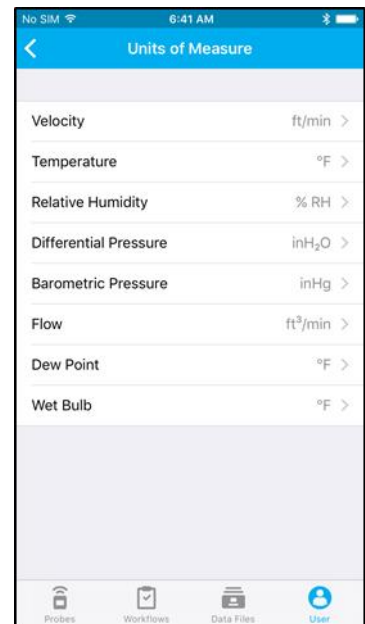 No SIM 6:41 AM
Units of Measure
Velocity ft/min
Temperature °F
Relative Humidity % RH
Differential Pressure inH₂O
Barometric Pressure inHg
Flow ft³/min
Dew Point °F
Wet Bulb °F
Probes Workflows Data Files User